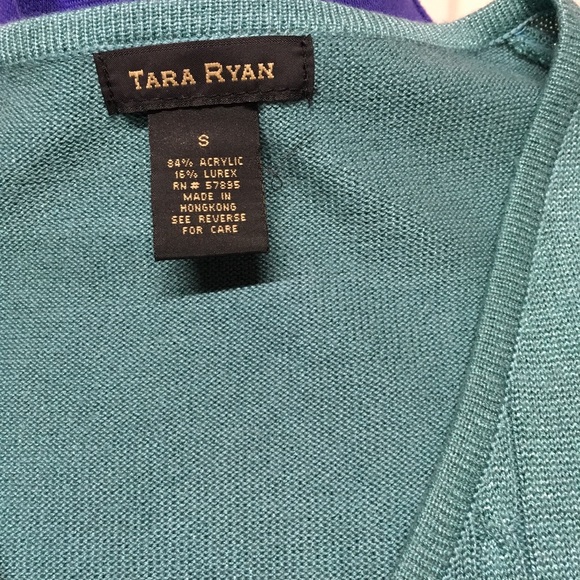 TARA RYAN
S
84% ACRYLIC
16% LUREX
RN# 57895
MADE IN
HONGKONG
SEE REVERSE
FOR CARE